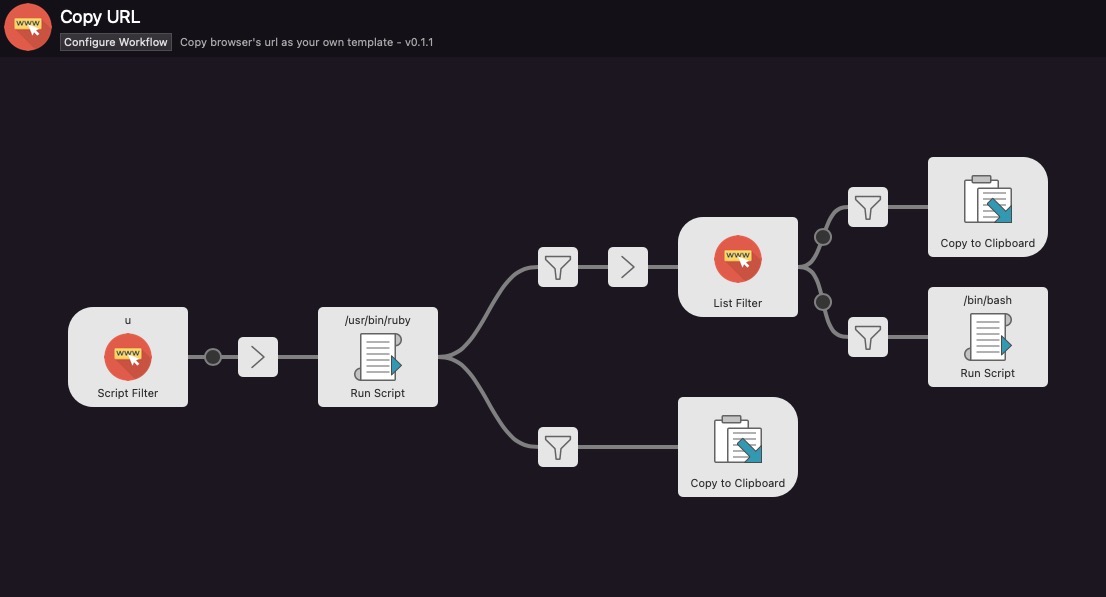 www
Copy URL
Configure Workflow
Copy browser's url as your own template - v0.1.1
Copy to Clipboard
www
List Filter
/bin/bash
Run Script
u
www
Script Filter
/usr/bin/ruby
Run Script
Copy to Clipboard